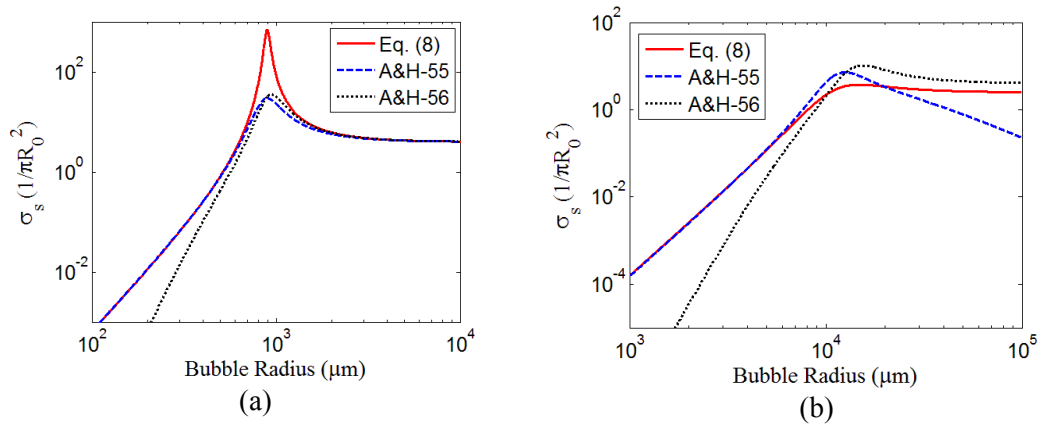 σ_s (1/πR_0^2)
10^2
10^0
10^-2
Eq. (8)
A&H-55
A&H-56
10^2 10^3 10^4
Bubble Radius (μm)
(a)
σ_s (1/πR_0^2)
10^2
10^0
10^-2
10^-4
Eq. (8)
A&H-55
A&H-56
10^3 10^4 10^5
Bubble Radius (μm)
(b)